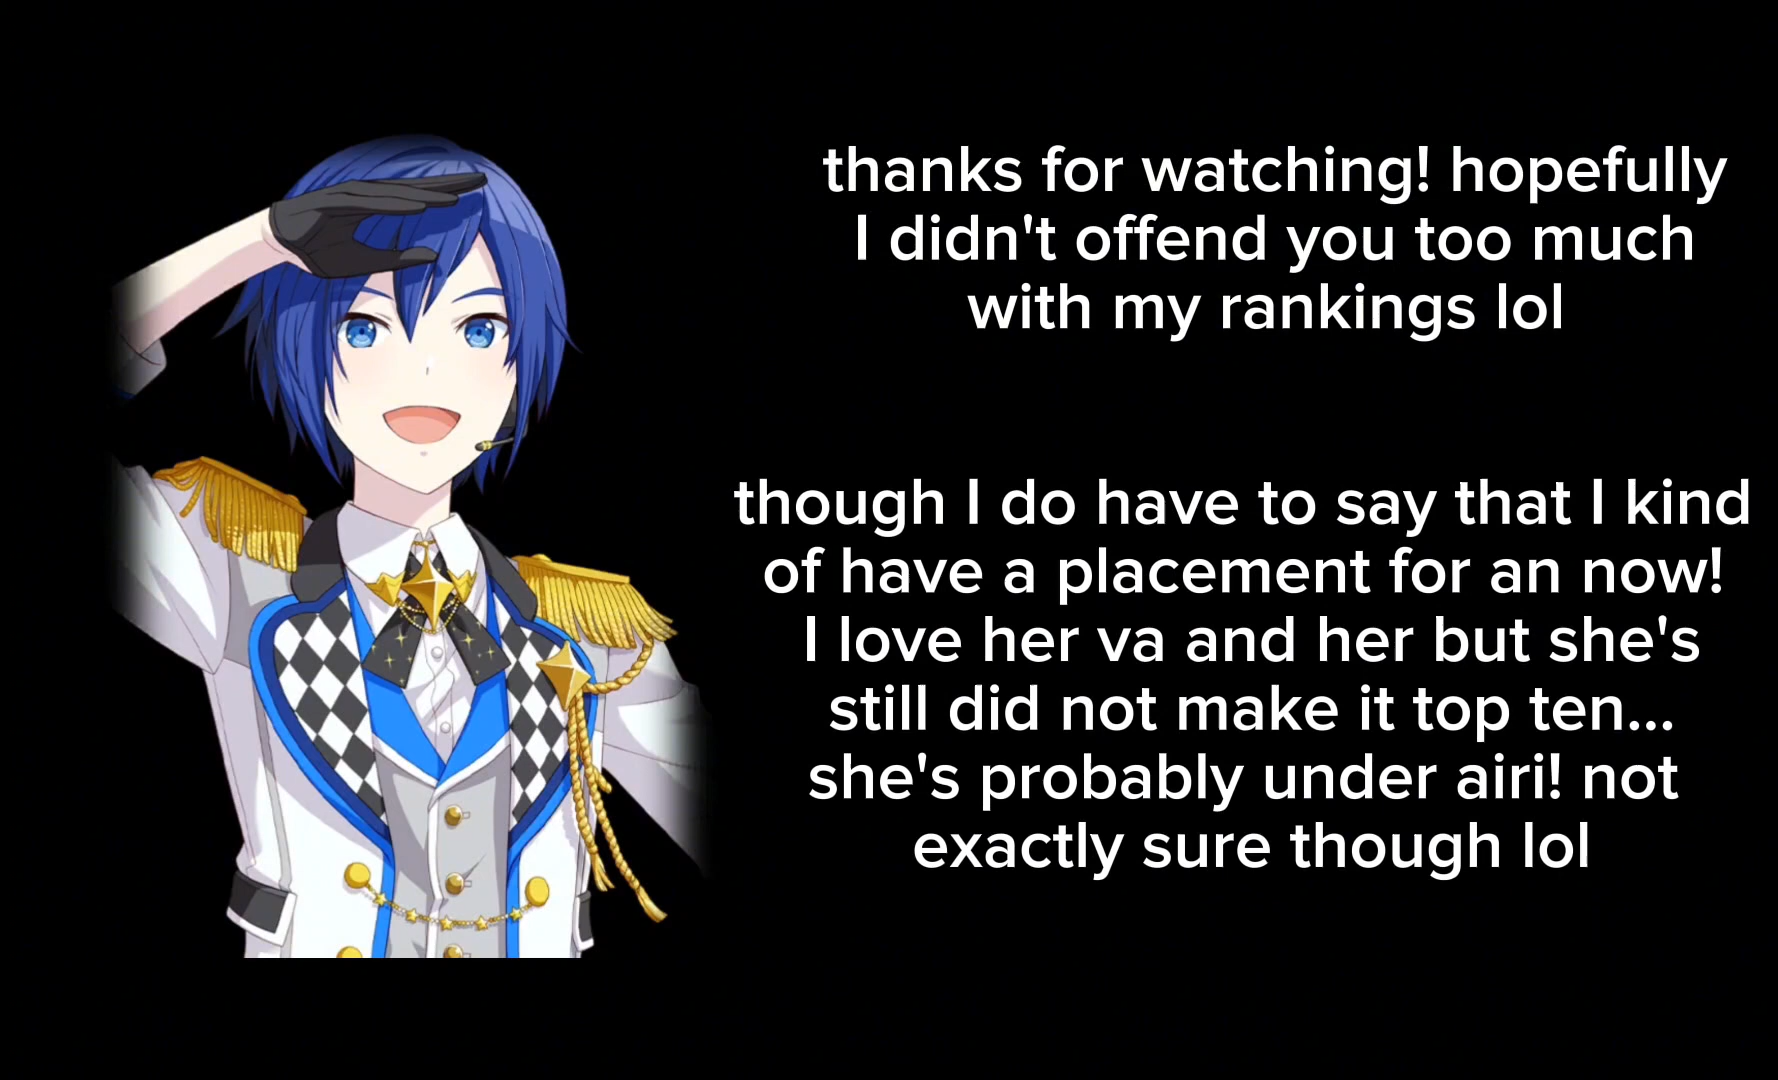 thanks for watching! hopefully
I didn't offend you too much
with my rankings lol
though I do have to say that I kind
of have a placement for an now!
I love her va and her but she's
still did not make it top ten...
she's probably under airi! not
exactly sure though lol